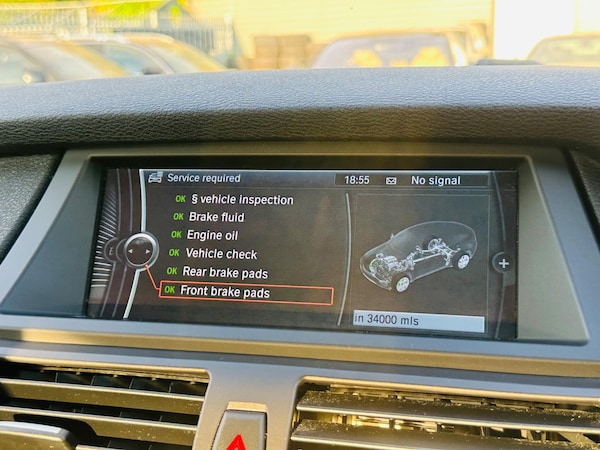 Service required 18:55 No signal
OK § vehicle inspection
OK Brake fluid
OK Engine oil
OK Vehicle check
OK Rear brake pads
OK Front brake pads
in 34000 mls